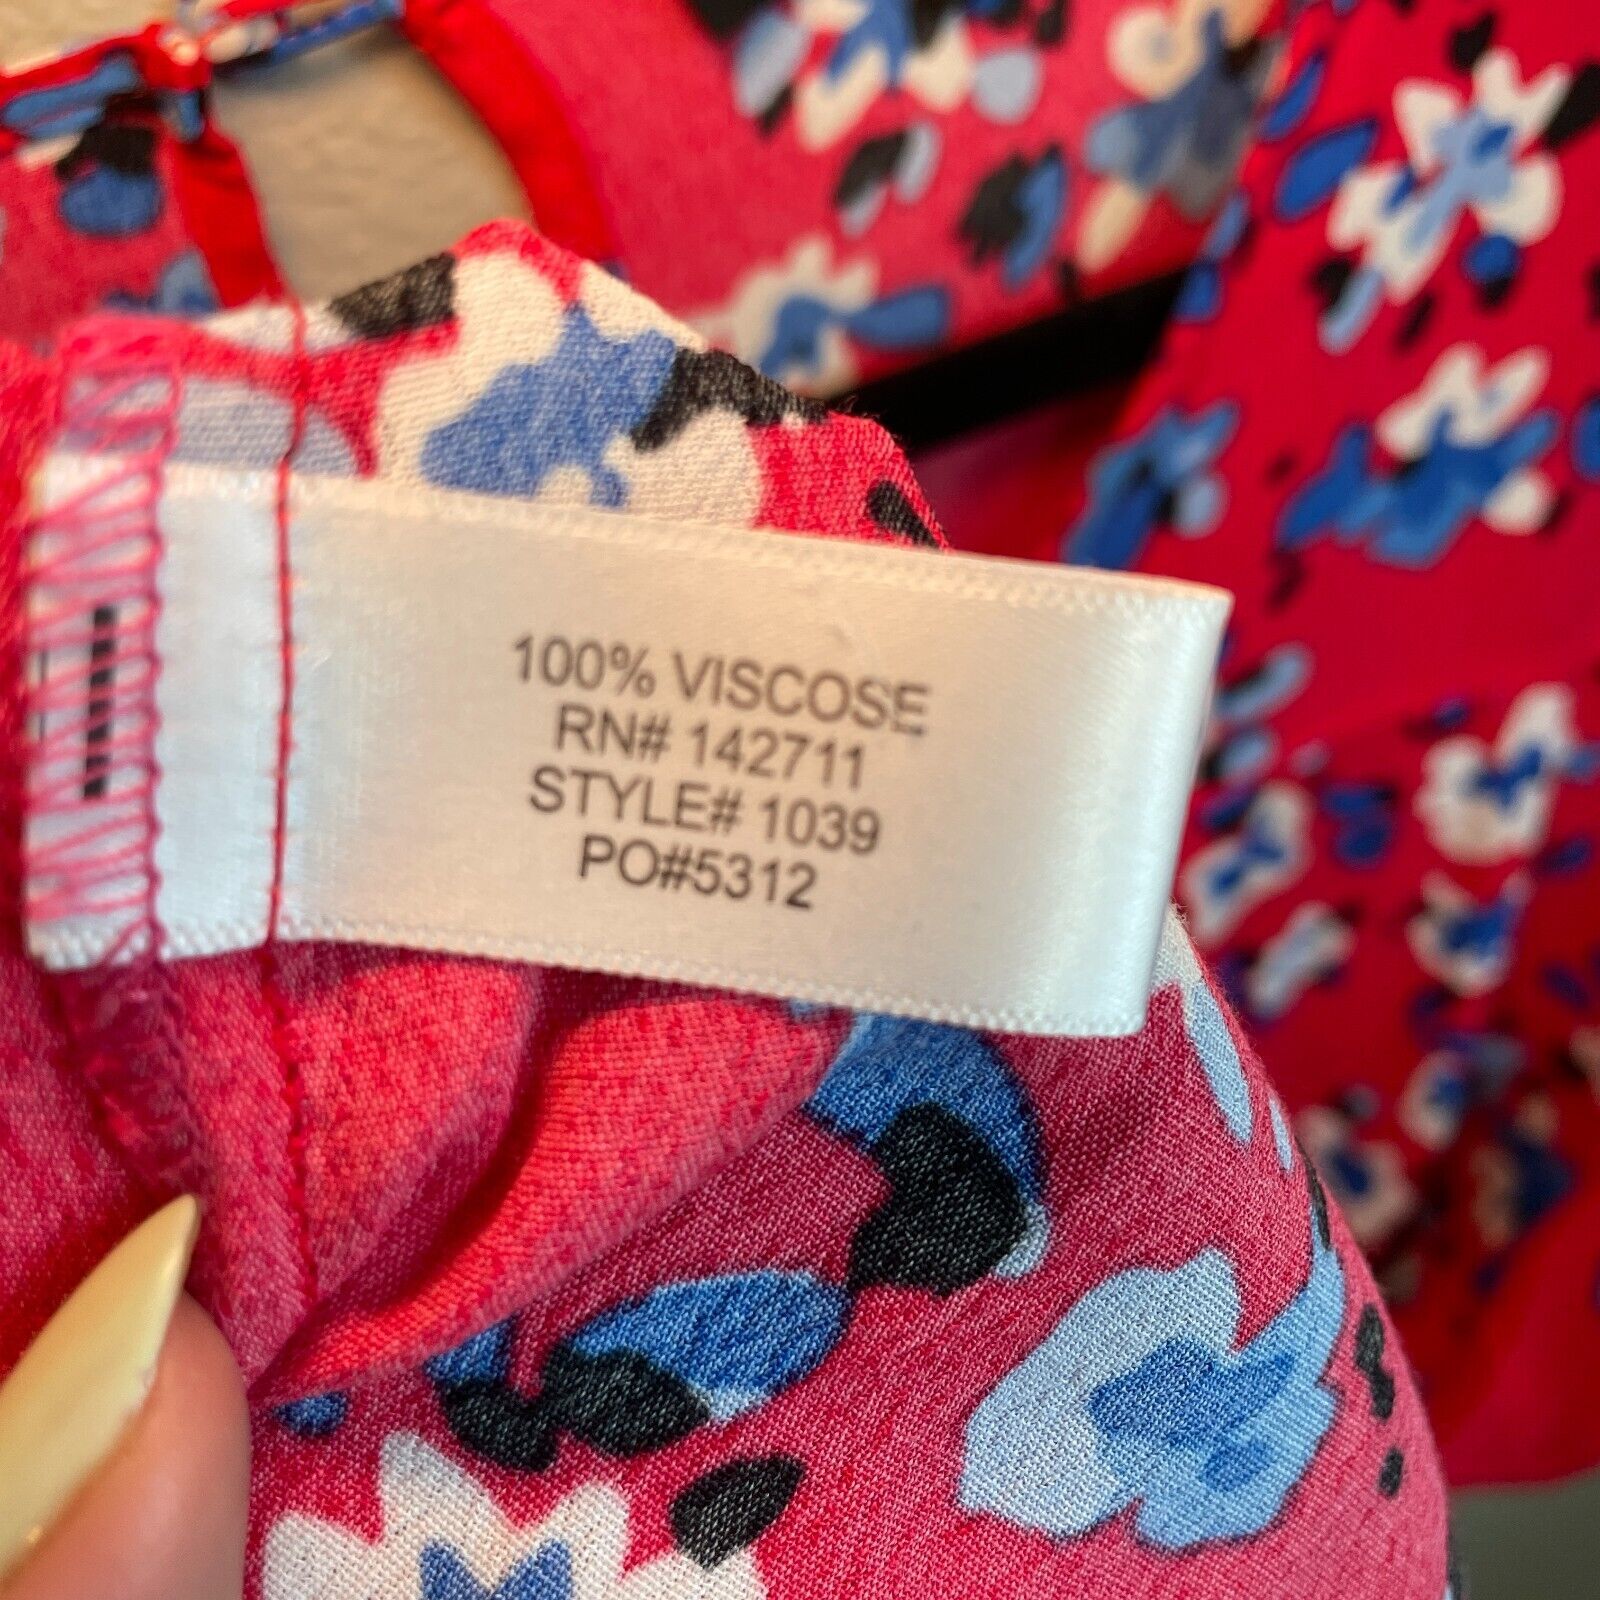 100% VISCOSE
RN# 142711
STYLE# 1039
PO#5312